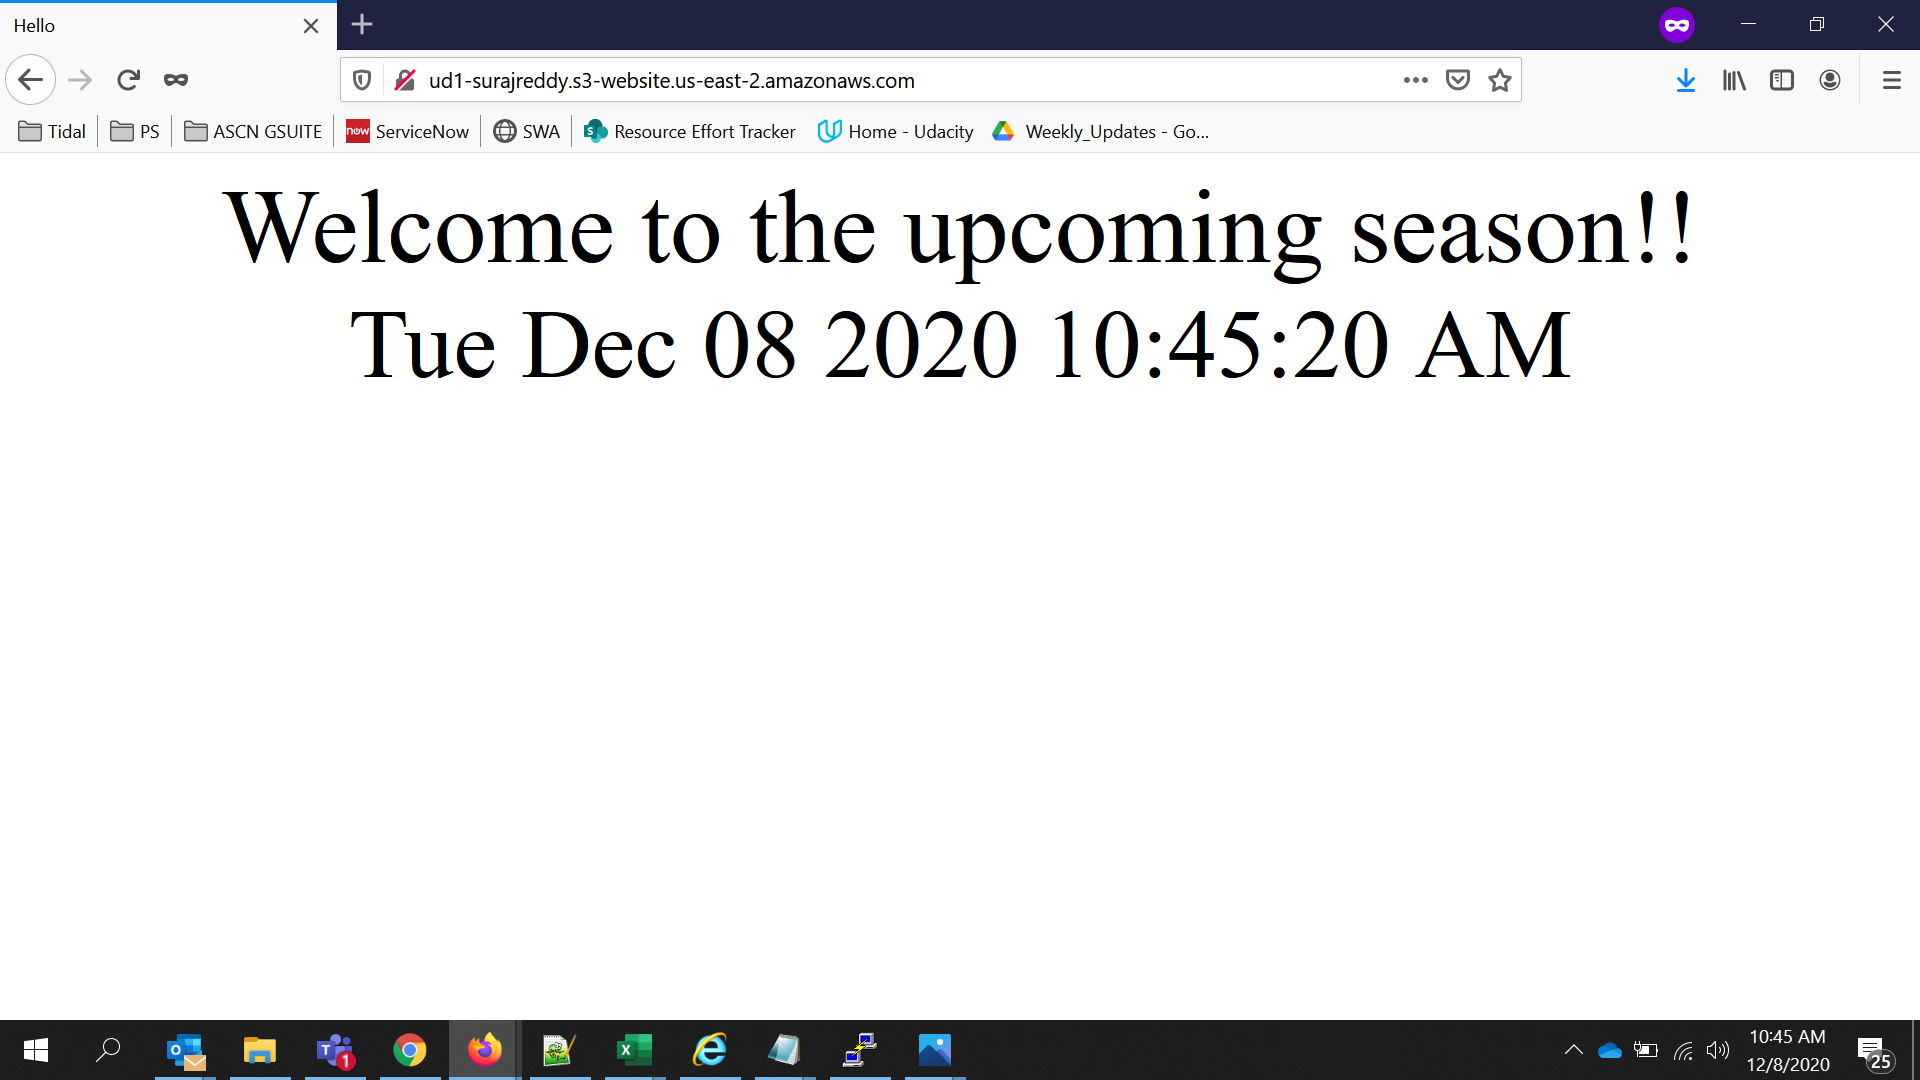 Hello
ud1-surajreddy.s3-website.us-east-2.amazonaws.com
Tidal PS ASCN GSUITE now ServiceNow SWA S Resource Effort Tracker Home - Udacity Weekly_Updates - Go...
Welcome to the upcoming season!!
Tue Dec 08 2020 10:45:20 AM
10:45 AM
12/8/2020
25
O T 1 X